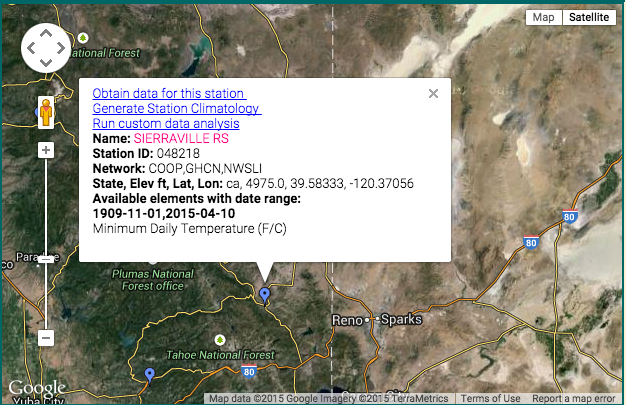 Map
Satellite
ational Forest
Obtain data for this station
Generate Station Climatology
Run custom data analysis
Name: SIERRAVILLE RS
Station ID: 048218
Network: COOP,GHCN,NWSLI
State, Elev ft, Lat, Lon: ca, 4975.0, 39.58333, -120.37056
Available elements with date range:
1909-11-01,2015-04-10
Minimum Daily Temperature (F/C)
80
80
Para
e
co
Plumas National
Forest office
Reno
Sparks
Tahoe National Forest
80
Google
Yuba City
Map data ©2015 Google Imagery ©2015 TerraMetrics
Terms of Use
Report a map error